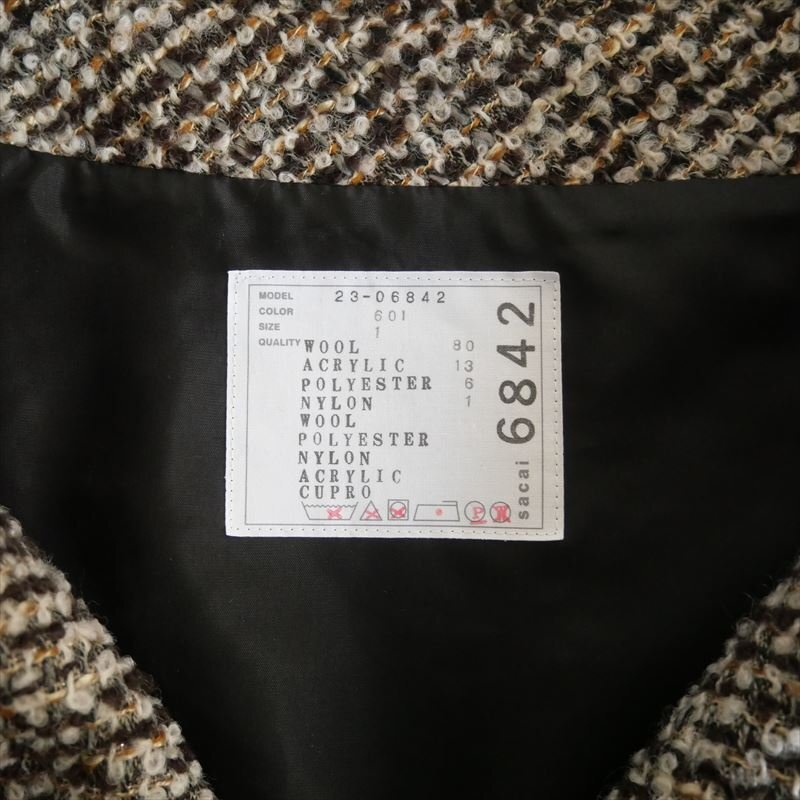 MODEL 23-06842
COLOR 601
SIZE 1
QUALITY WOOL 80
ACRYLIC 13
POLYESTER 6
NYLON 1
WOOL
POLYESTER
NYLON
ACRYLIC
CUPRO
P
sacai 6842